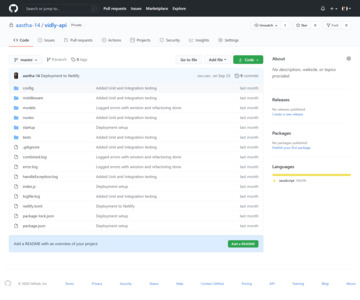 Search or jump to...
Pull requests Issues Marketplace Explore
aastha-14 / vidly-api Private
Unwatch 1 Star 0 Fork 0
Code Issues Pull requests Actions Projects Security Insights Settings
master 1 branch 0 tags Go to file Add file Code
aastha-14 Deployment to Netlify on Sep 23
config Added Unit and Integration testing last month
middleware Added Unit and Integration testing last month
models Logged errors with winston and refactoring done last month
routes Added Unit and Integration testing last month
startup Deployment setup last month
tests Added Unit and Integration testing last month
.gitignore Added Unit and Integration testing last month
combined.log Logged errors with winston and refactoring done last month
error.log Logged errors with winston and refactoring done last month
handleException.log Added Unit and Integration testing last month
index.js Deployment setup last month
logfile.log Added Unit and Integration testing last month
netlify.toml Deployment to Netlify last month
package-lock.json Deployment setup last month
package.json Deployment setup last month
Add a README with an overview of your project. Add a README
About
No description, website, or topics
provided.
Releases
No releases published
Create a new release
Packages
No packages published
Publish your first package
Languages
JavaScript 100.0%
© 2020 GitHub, Inc. Terms Privacy Security Status Help Contact GitHub Pricing API Training Blog About